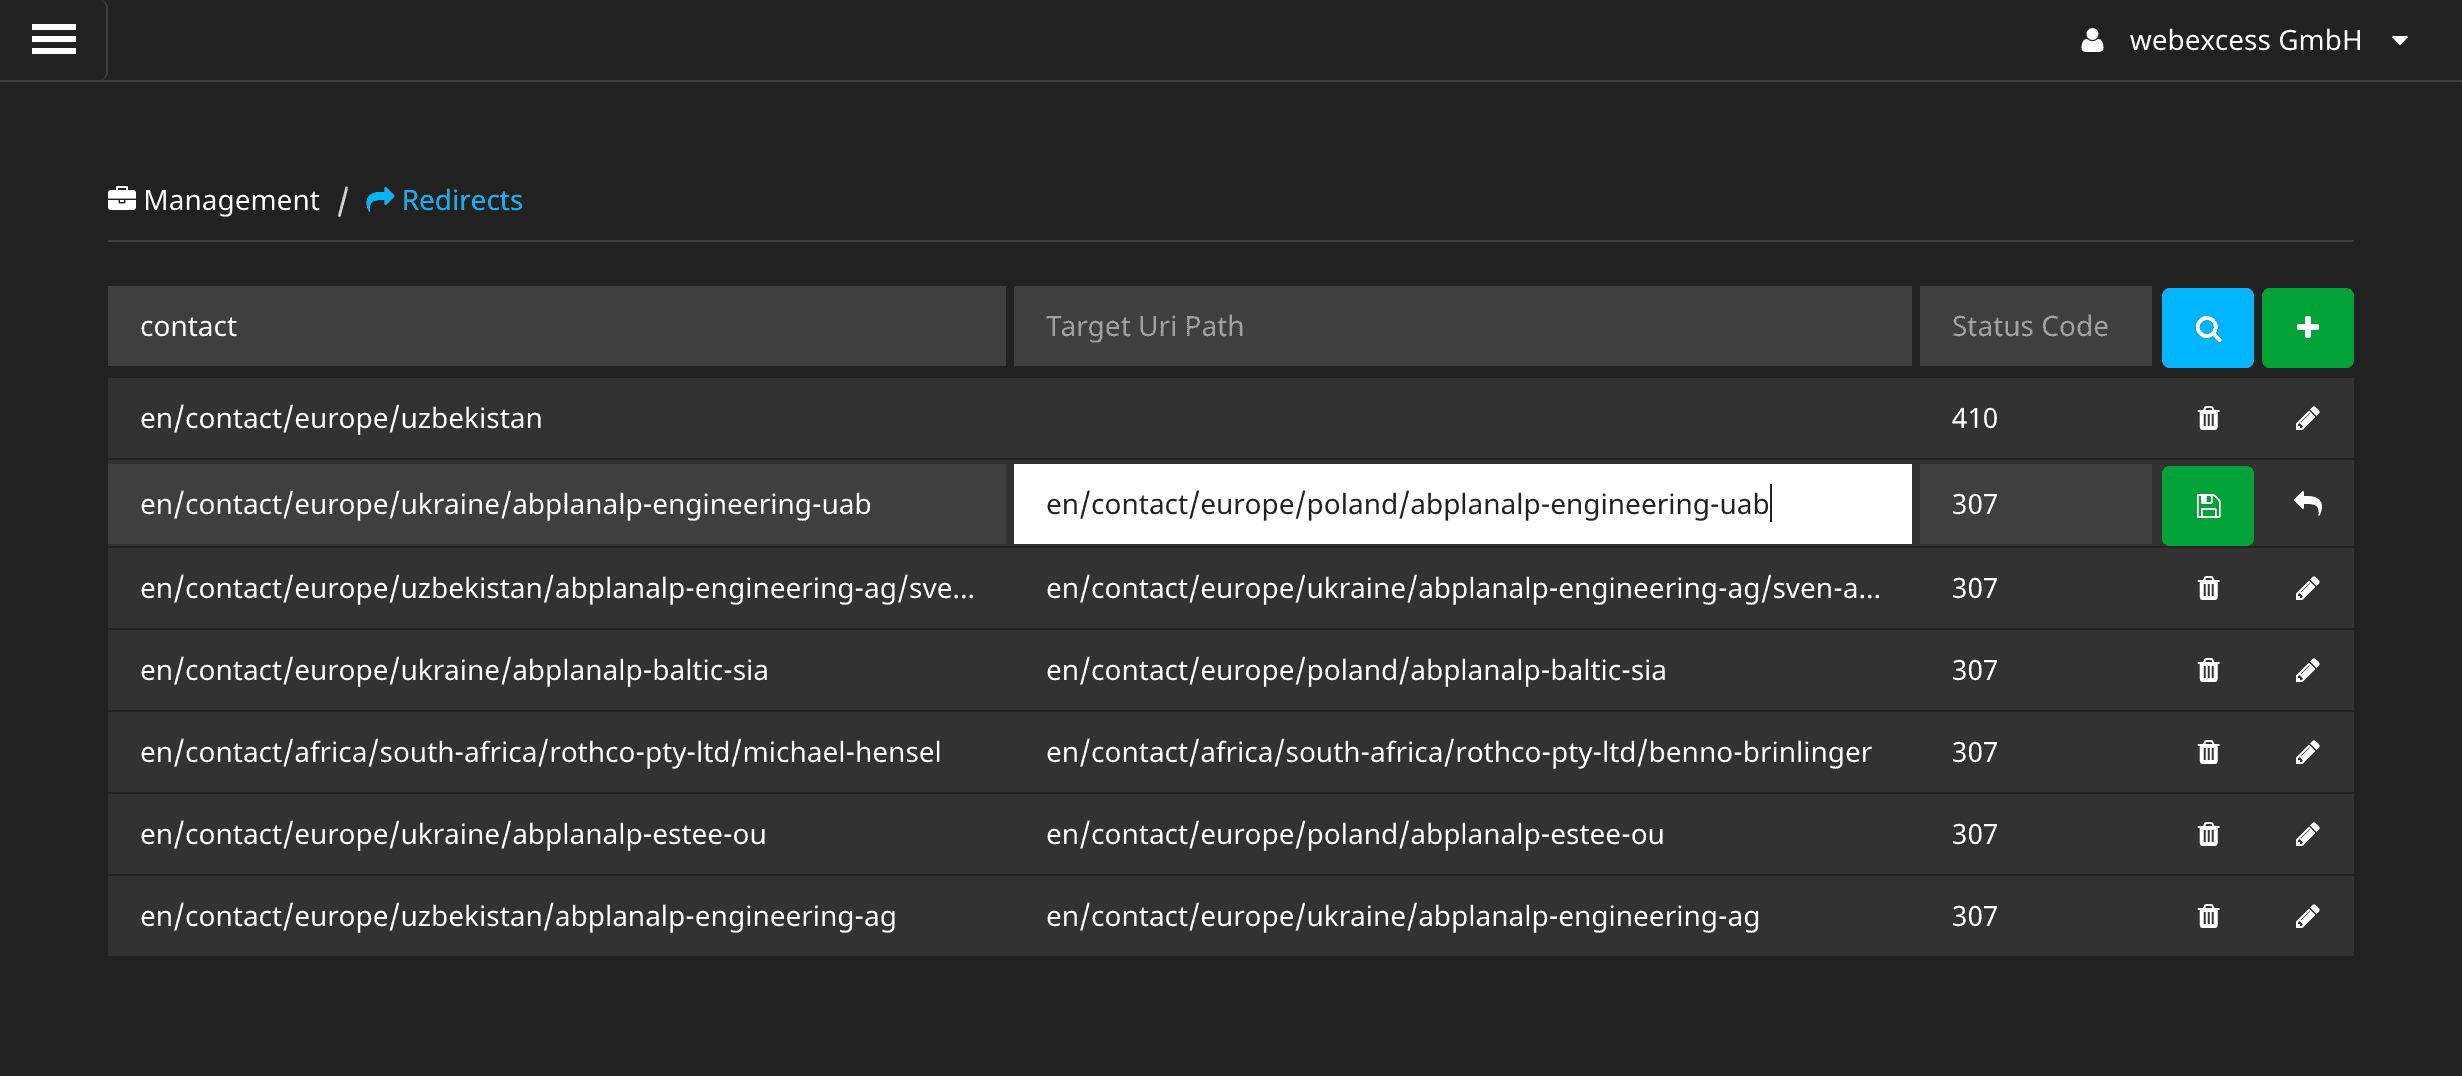 webexcess GmbH
Management / Redirects
contact Target Uri Path Status Code
en/contact/europe/uzbekistan 410
en/contact/europe/ukraine/abplanalp-engineering-uab en/contact/europe/poland/abplanalp-engineering-uab 307
en/contact/europe/uzbekistan/abplanalp-engineering-ag/sve... en/contact/europe/ukraine/abplanalp-engineering-ag/sven-a... 307
en/contact/europe/ukraine/abplanalp-baltic-sia en/contact/europe/poland/abplanalp-baltic-sia 307
en/contact/africa/south-africa/rothco-pty-ltd/michael-hensel en/contact/africa/south-africa/rothco-pty-ltd/benno-brinlinger 307
en/contact/europe/ukraine/abplanalp-estee-ou en/contact/europe/poland/abplanalp-estee-ou 307
en/contact/europe/uzbekistan/abplanalp-engineering-ag en/contact/europe/ukraine/abplanalp-engineering-ag 307